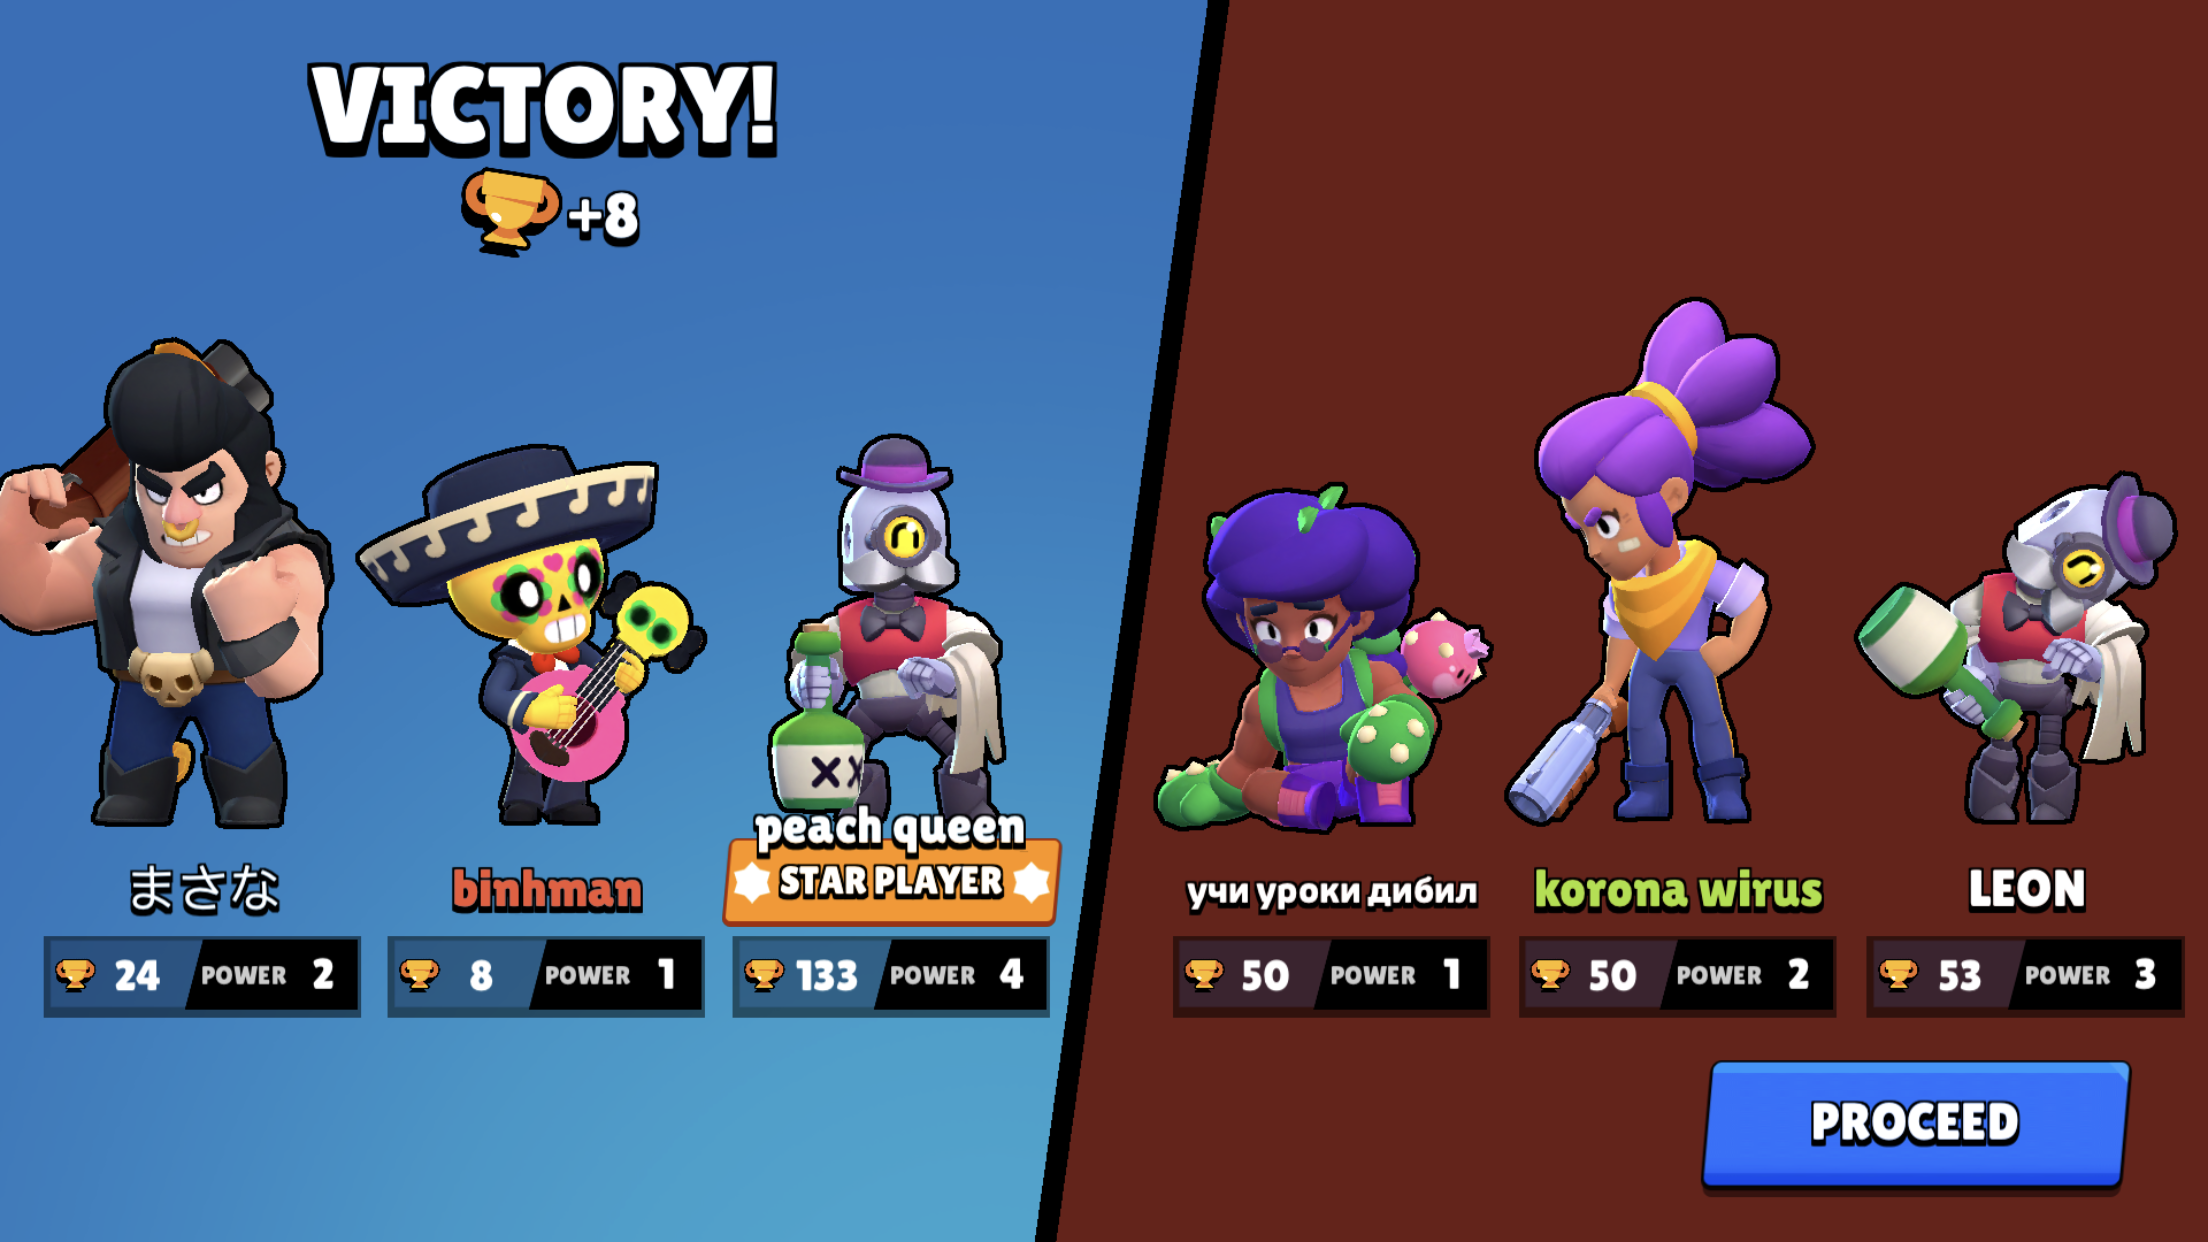 VICTORY!
+8
XX
まさな
binhman
peach queen
STAR PLAYER
учи уроки дибил
korona wirus
LEON
24 POWER 2
8 POWER 1
133 POWER 4
50 POWER 1
50 POWER 2
53 POWER 3
PROCEED